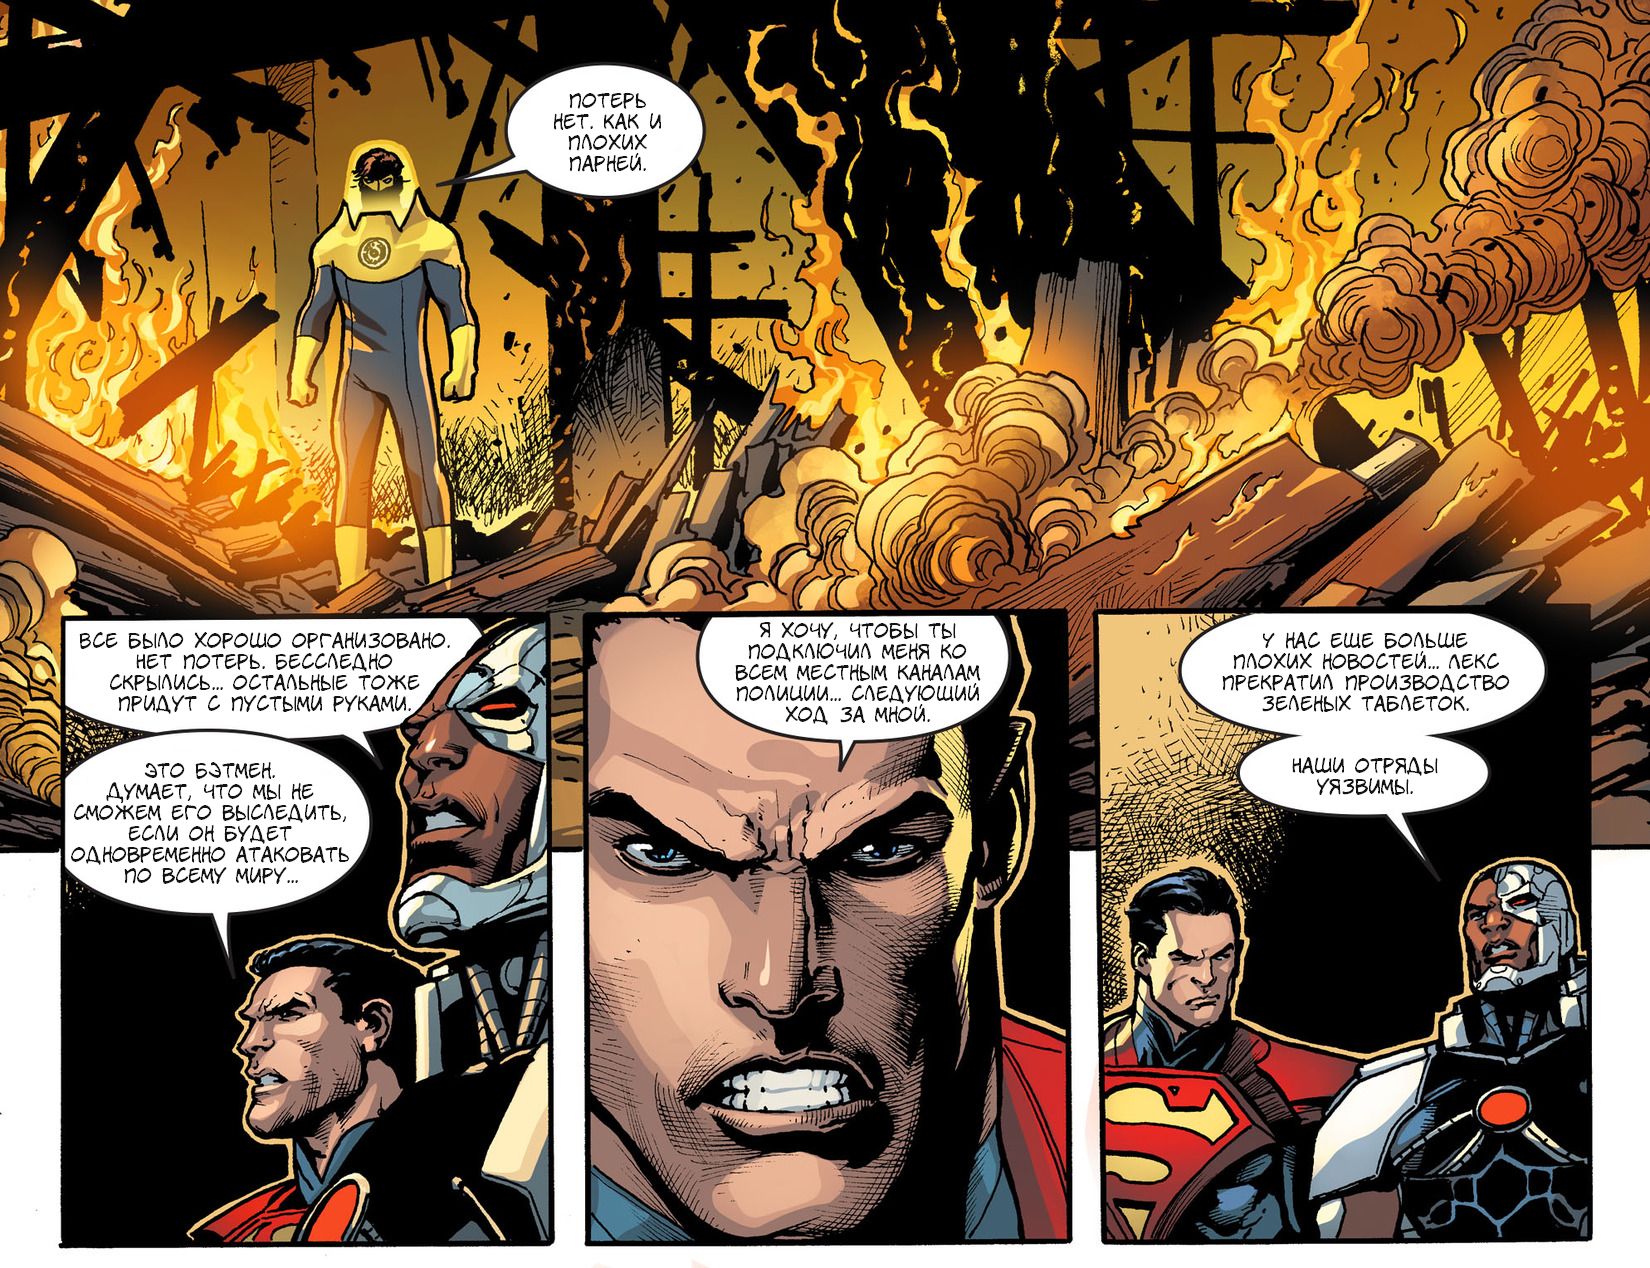 ПОТЕРЬ
НЕТ. КАК И
ПЛОХИХ
ПАРНЕЙ.
ВСЕ БЫЛО ХОРОШО ОРГАНИЗОВАНО.
НЕТ ПОТЕРЬ. БЕССЛЕДНО
СКРЫЛИСЬ... ОСТАЛЬНЫЕ ТОЖЕ
ПРИДУТ С ПУСТЫМИ РУКАМИ.
ЭТО БЭТМЕН.
ДУМАЕТ, ЧТО МЫ НЕ
СМОЖЕМ ЕГО ВЫСЛЕДИТЬ,
ЕСЛИ ОН БУДЕТ
ОДНОВРЕМЕННО АТАКОВАТЬ
ПО ВСЕМУ МИРУ...
Я ХОЧУ, ЧТОБЫ ТЫ
ПОДКЛЮЧИЛ МЕНЯ КО
ВСЕМ МЕСТНЫМ КАНАЛАМ
ПОЛИЦИИ... СЛЕДУЮЩИЙ
ХОД ЗА МНОЙ.
У НАС ЕЩЕ БОЛЬШЕ
ПЛОХИХ НОВОСТЕЙ... ЛЕКС
ПРЕКРАТИЛ ПРОИЗВОДСТВО
ЗЕЛЕНЫХ ТАБЛЕТОК.
НАШИ ОТРЯДЫ
УЯЗВИМЫ.